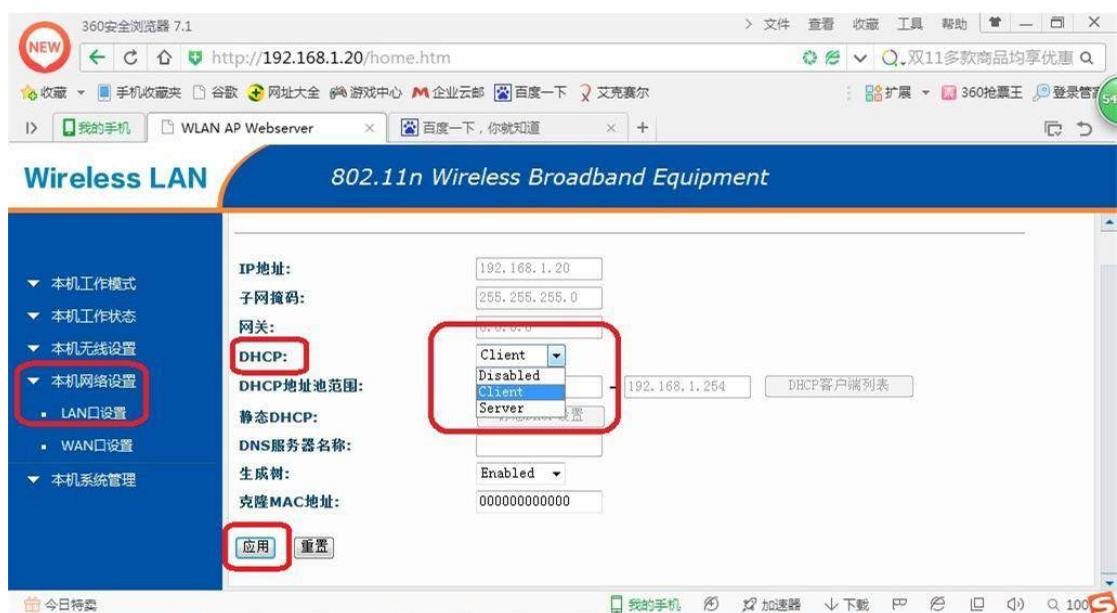 360安全浏览器 7.1 文件 查看 收藏 工具 帮助
NEW http://192.168.1.20/home.htm 双11多款商品均享优惠
收藏 手机收藏夹 谷歌 网址大全 游戏中心 企业云邮 百度一下 艾克赛尔 扩展 360抢票王 登录管
54
我的手机 WLAN AP Webserver × 百度一下，你就知道 × +
Wireless LAN 802.11n Wireless Broadband Equipment
本机工作模式
本机工作状态
本机无线设置
本机网络设置
LAN口设置
WAN口设置
本机系统管理
IP地址: 192.168.1.20
子网掩码: 255.255.255.0
网关: 0.0.0.0
DHCP: Client
Disabled
Client
Server
DHCP地址池范围: - 192.168.1.254 DHCP客户端列表
静态DHCP: 设置
DNS服务器名称:
生成树: Enabled
克隆MAC地址: 000000000000
应用 重置
今日特卖 我的手机 加速器 下载 100